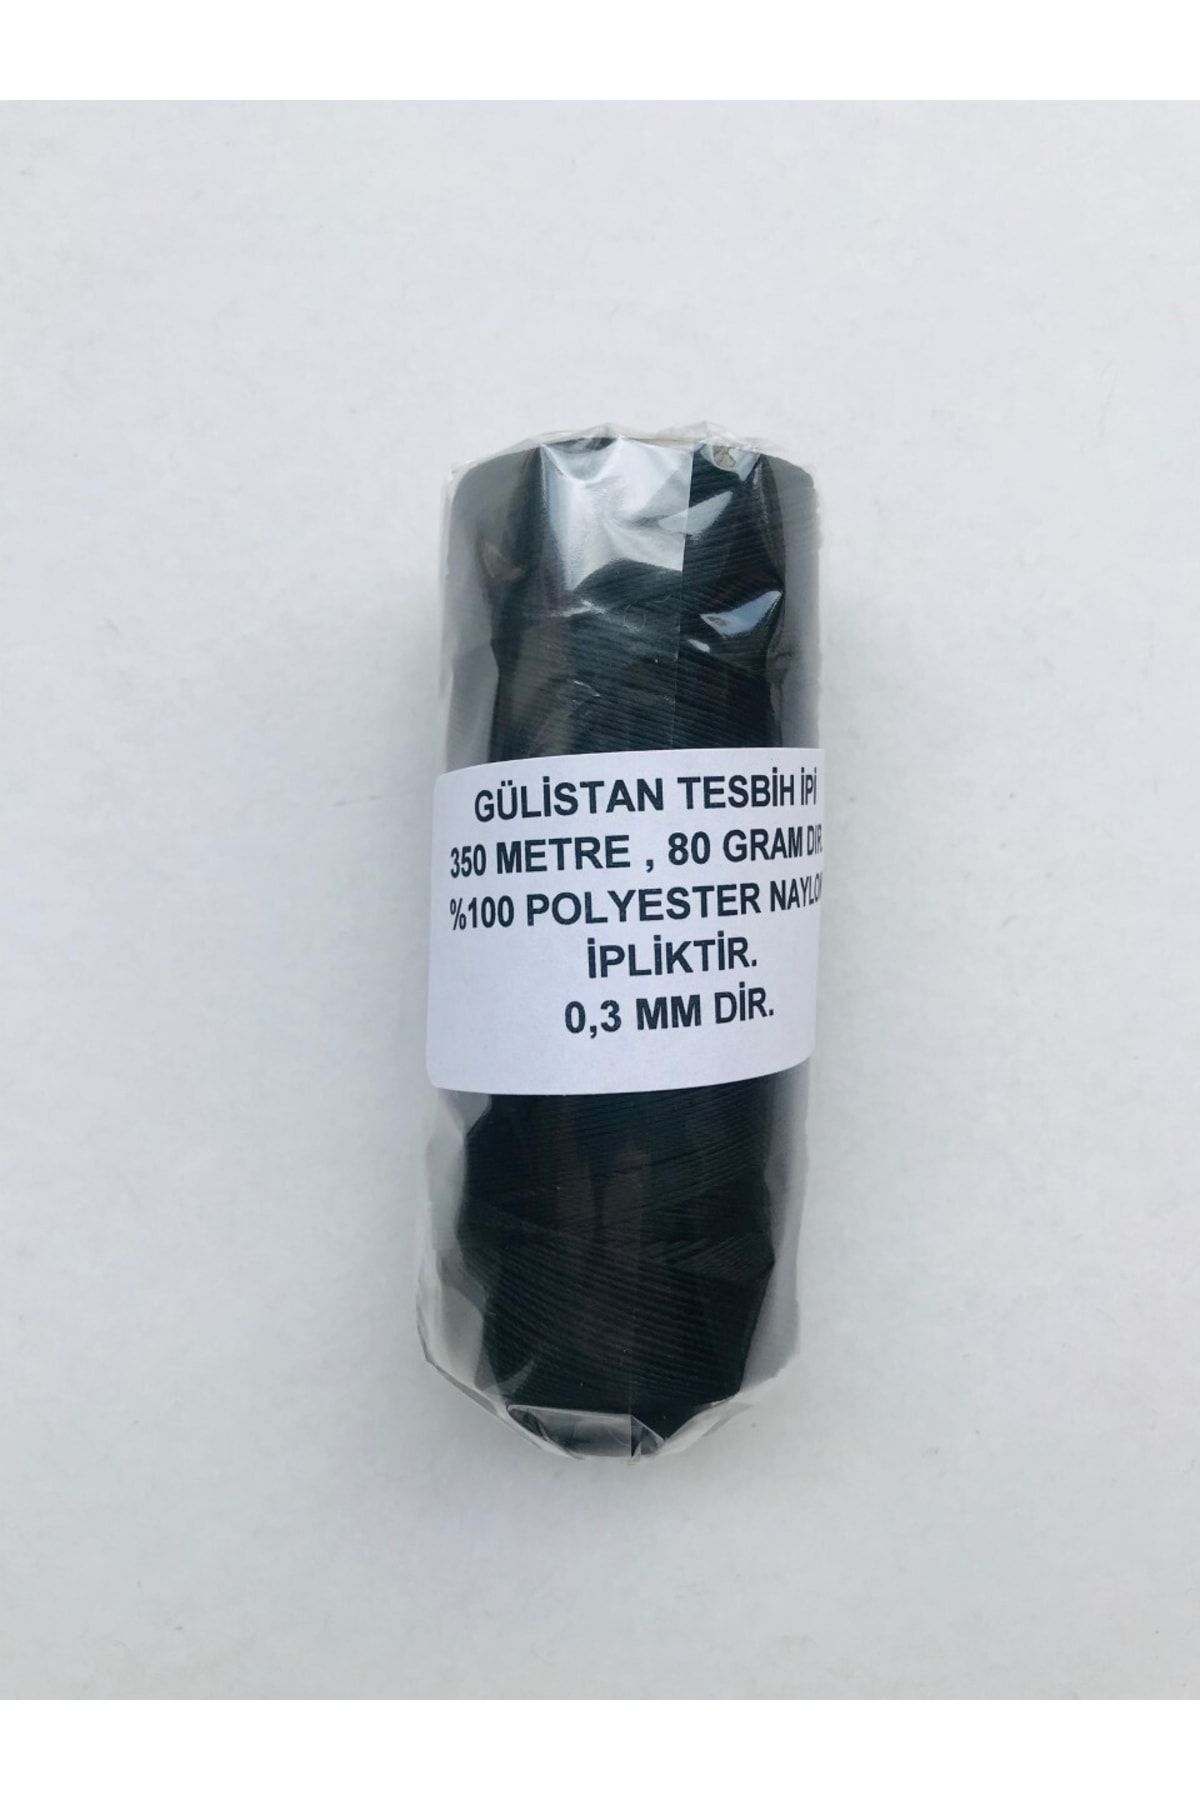 GÜLİSTAN TESBİH İPİ
350 METRE , 80 GRAM DIR.
%100 POLYESTER NAYLON
İPLİKTİR.
0,3 MM DİR.